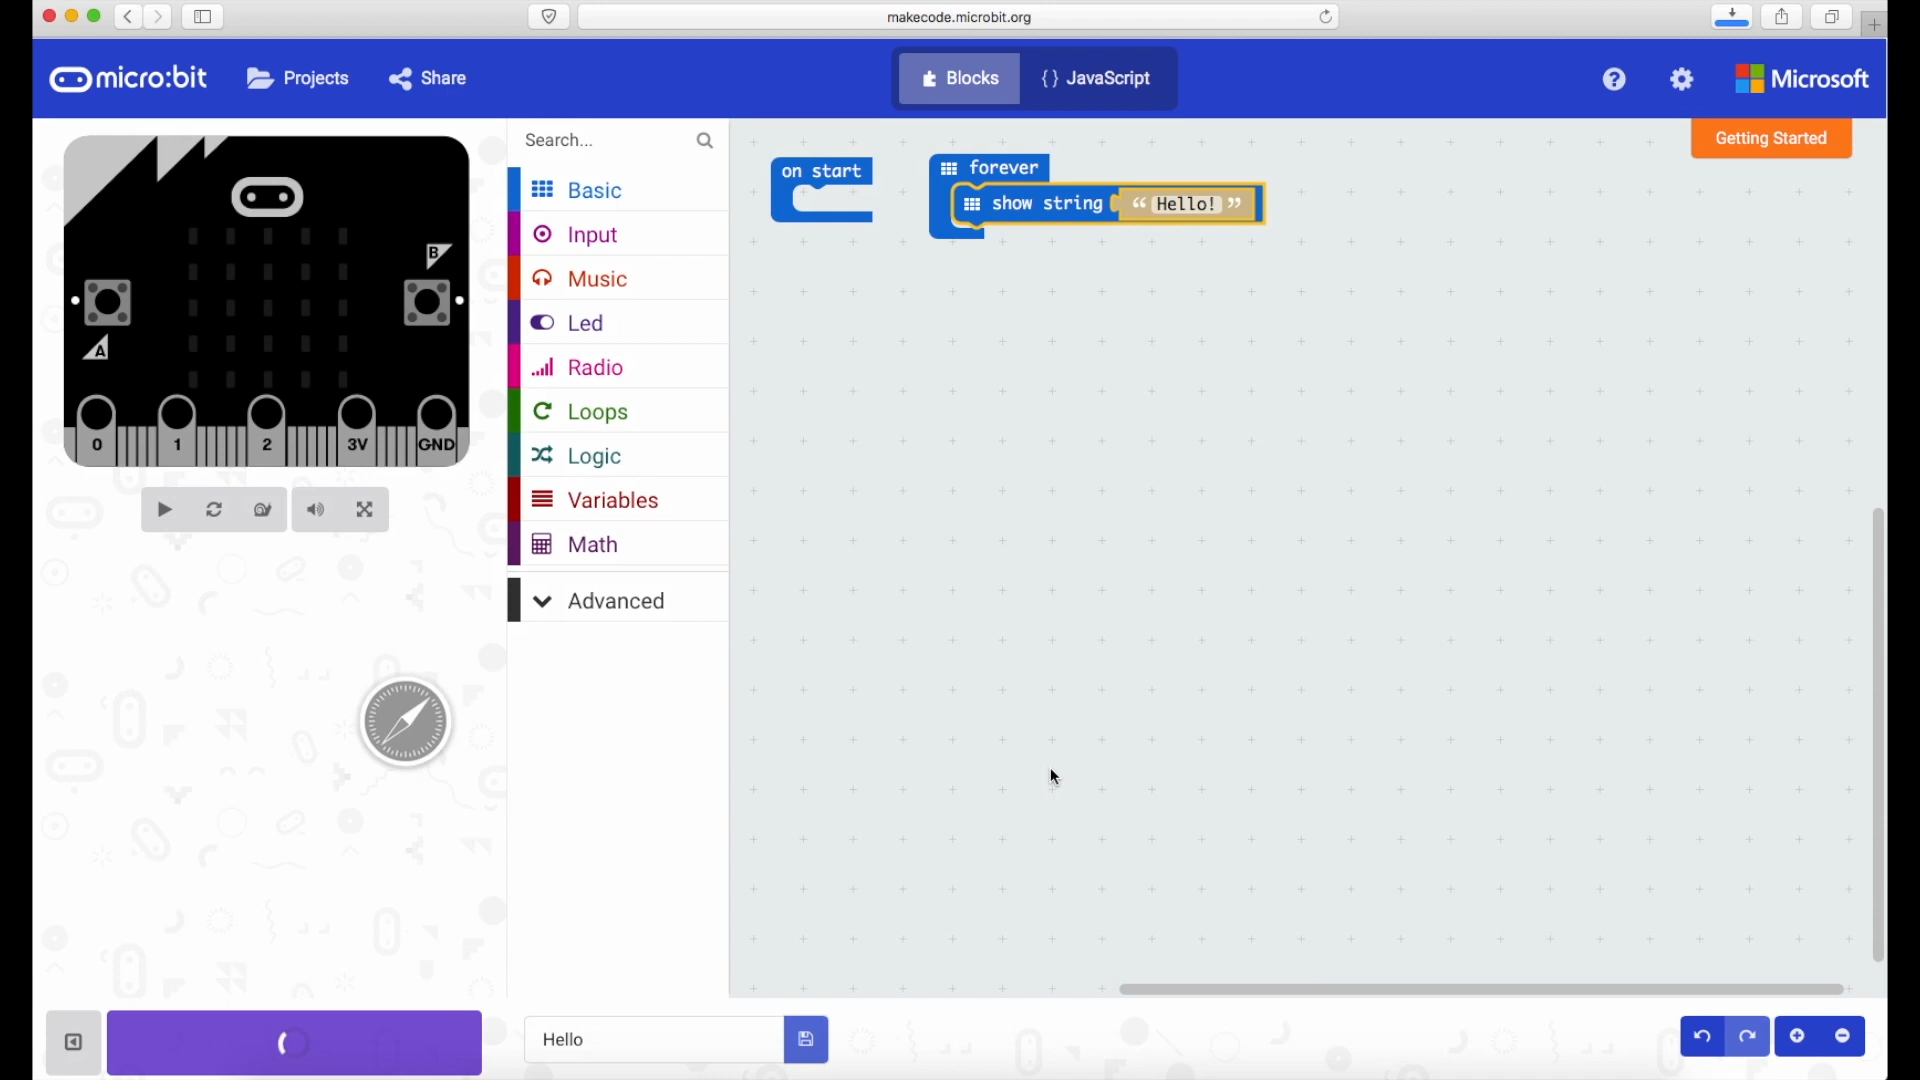 makecode.microbit.org
micro:bit
Projects
Share
Blocks
{ } JavaScript
?
Microsoft
Getting Started
Search...
Basic
Input
Music
Led
Radio
Loops
Logic
Variables
Math
Advanced
on start
forever
show string “ Hello! ”
B
A
0 1 2 3V GND
Hello